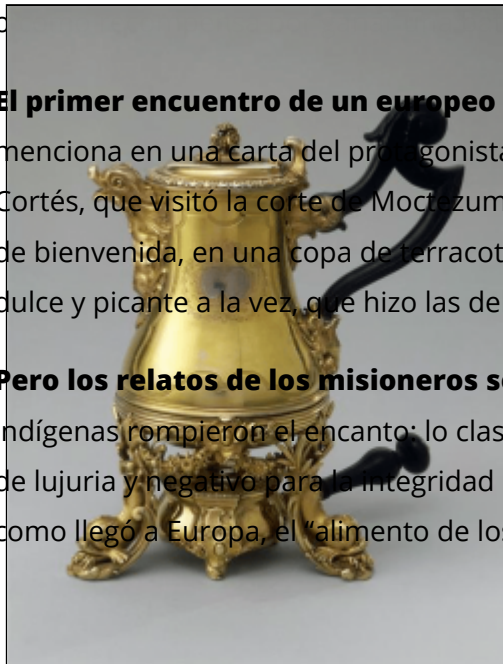 El primer encuentro de un europeo
menciona en una carta del protagonista
Cortés, que visitó la corte de Moctezum
de bienvenida, en una copa de terracot
dulce y picante a la vez, que hizo las de
Pero los relatos de los misioneros s
indígenas rompieron el encanto: lo clas
de lujuria y negativo para la integridad
como llegó a Europa, el “alimento de los